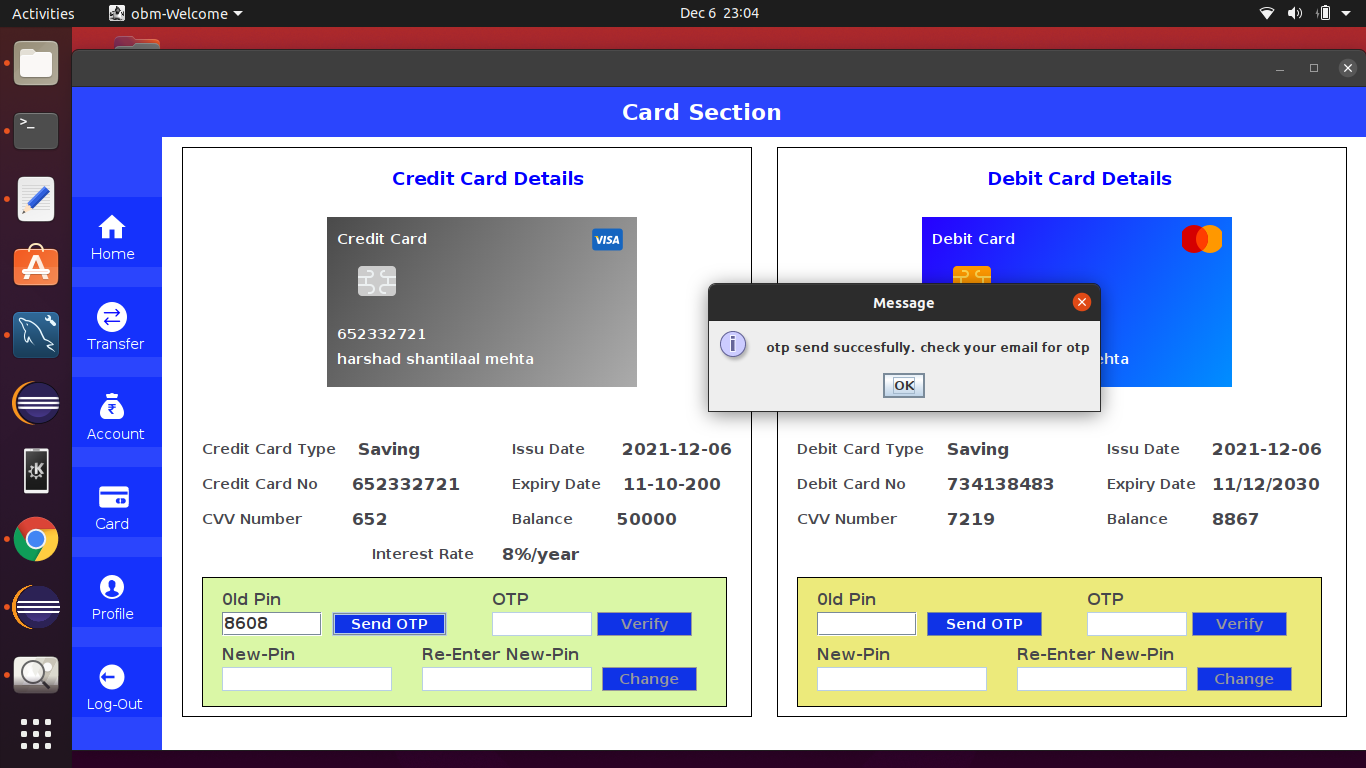 Activities
obm-Welcome
Dec 6 23:04
Card Section
Home
Transfer
Account
Card
Profile
Log-Out
Credit Card Details
Credit Card
VISA
652332721
harshad shantilaal mehta
Credit Card Type Saving Issu Date 2021-12-06
Credit Card No 652332721 Expiry Date 11-10-200
CVV Number 652 Balance 50000
Interest Rate 8%/year
Old Pin OTP
8608 Send OTP Verify
New-Pin Re-Enter New-Pin
Change
Debit Card Details
Debit Card
ehta
Message
otp send succesfully. check your email for otp
OK
Debit Card Type Saving Issu Date 2021-12-06
Debit Card No 734138483 Expiry Date 11/12/2030
CVV Number 7219 Balance 8867
Old Pin OTP
Send OTP Verify
New-Pin Re-Enter New-Pin
Change